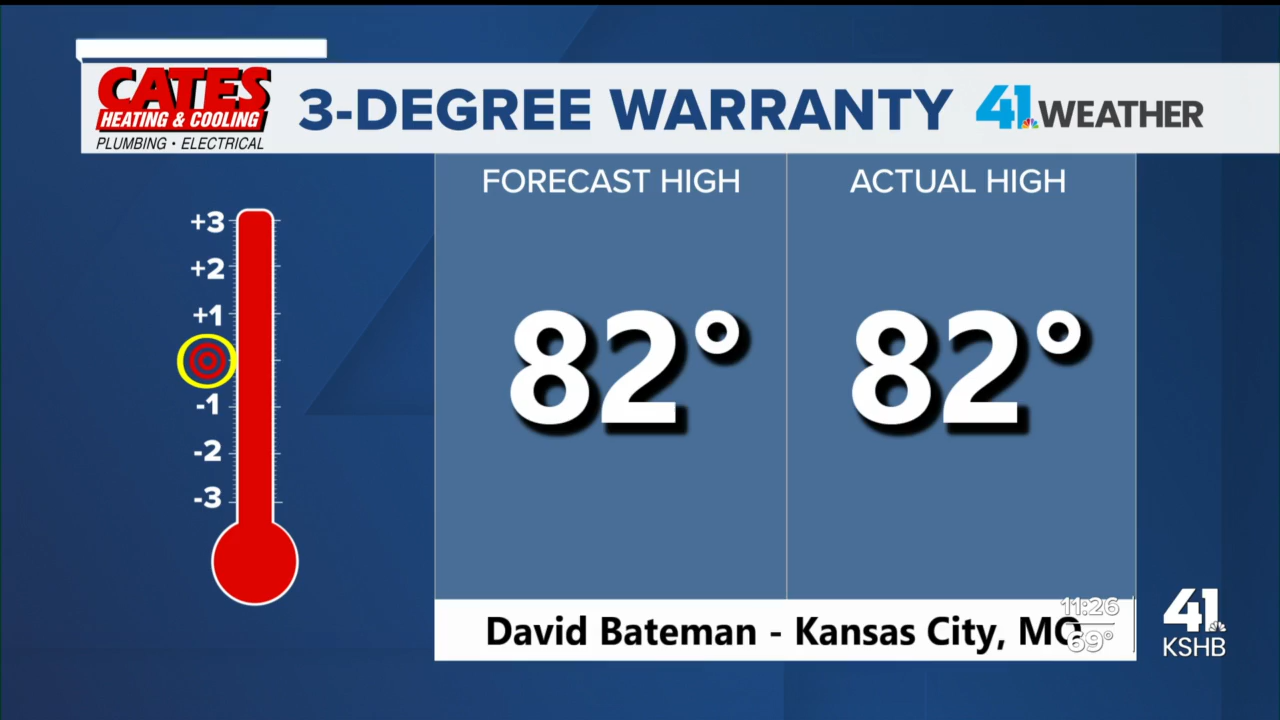 CATES
HEATING & COOLING
PLUMBING • ELECTRICAL
3-DEGREE WARRANTY
41 WEATHER
FORECAST HIGH
ACTUAL HIGH
+3
+2
+1
-1
-2
-3
82°
82°
David Bateman - Kansas City, MO
11:26
69°
41
KSHB